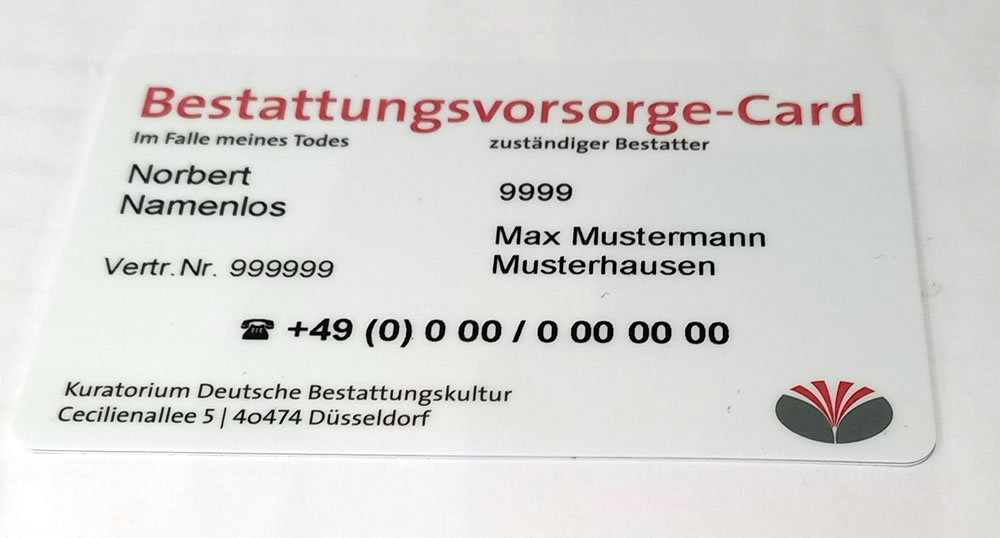 Bestattungsvorsorge-Card
Im Falle meines Todes
Norbert
Namenlos
Vertr.Nr. 999999
zuständiger Bestatter
9999
Max Mustermann
Musterhausen
☎ +49 (0) 0 00 / 0 00 00 00
Kuratorium Deutsche Bestattungskultur
Cecilienallee 5 | 40474 Düsseldorf